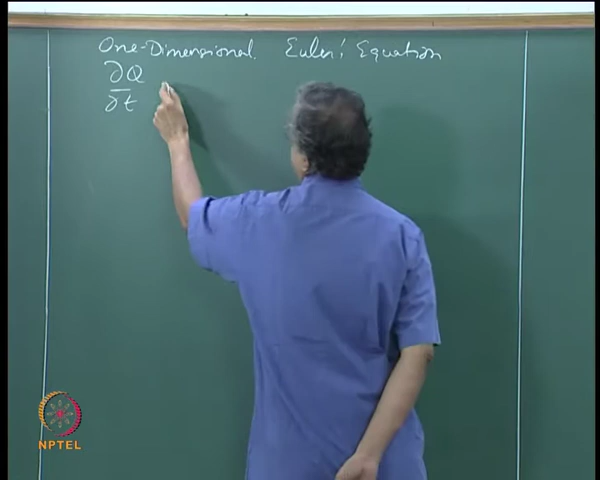 One-Dimensional. Euler's Equation
∂Q
∂t
NPTEL